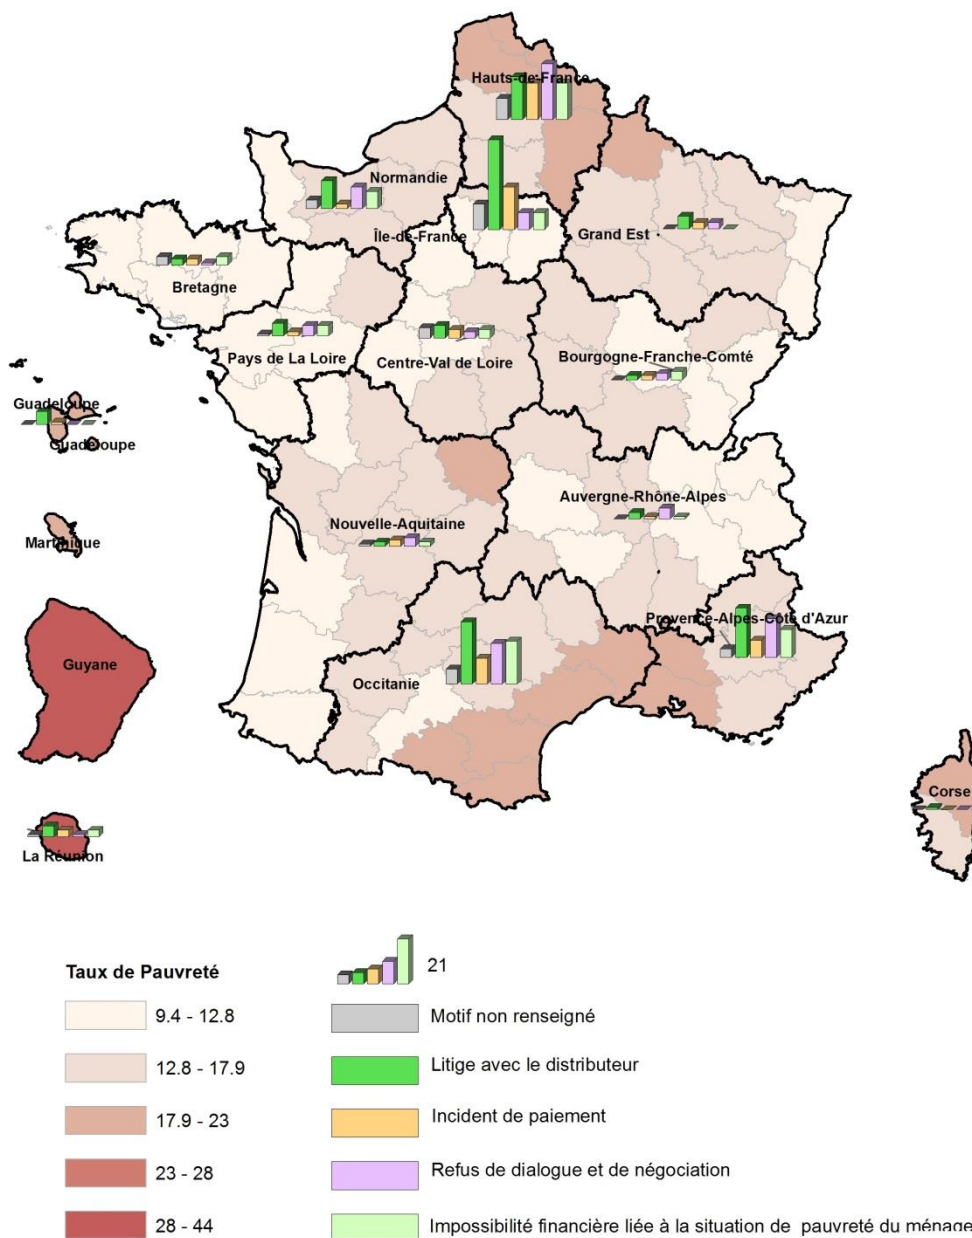 Hauts-de-France
Normandie
Île-de-France
Grand Est
Bretagne
Pays de La Loire
Centre-Val de Loire
Bourgogne-Franche-Comté
Guadeloupe
Guadeloupe
Auvergne-Rhône-Alpes
Nouvelle-Aquitaine
Martinique
Provence-Alpes-Côte d'Azur
Guyane
Occitanie
Corse
La Réunion
Taux de Pauvreté
21
9.4 - 12.8
Motif non renseigné
12.8 - 17.9
Litige avec le distributeur
17.9 - 23
Incident de paiement
23 - 28
Refus de dialogue et de négociation
28 - 44
Impossibilité financière liée à la situation de pauvreté du ménage